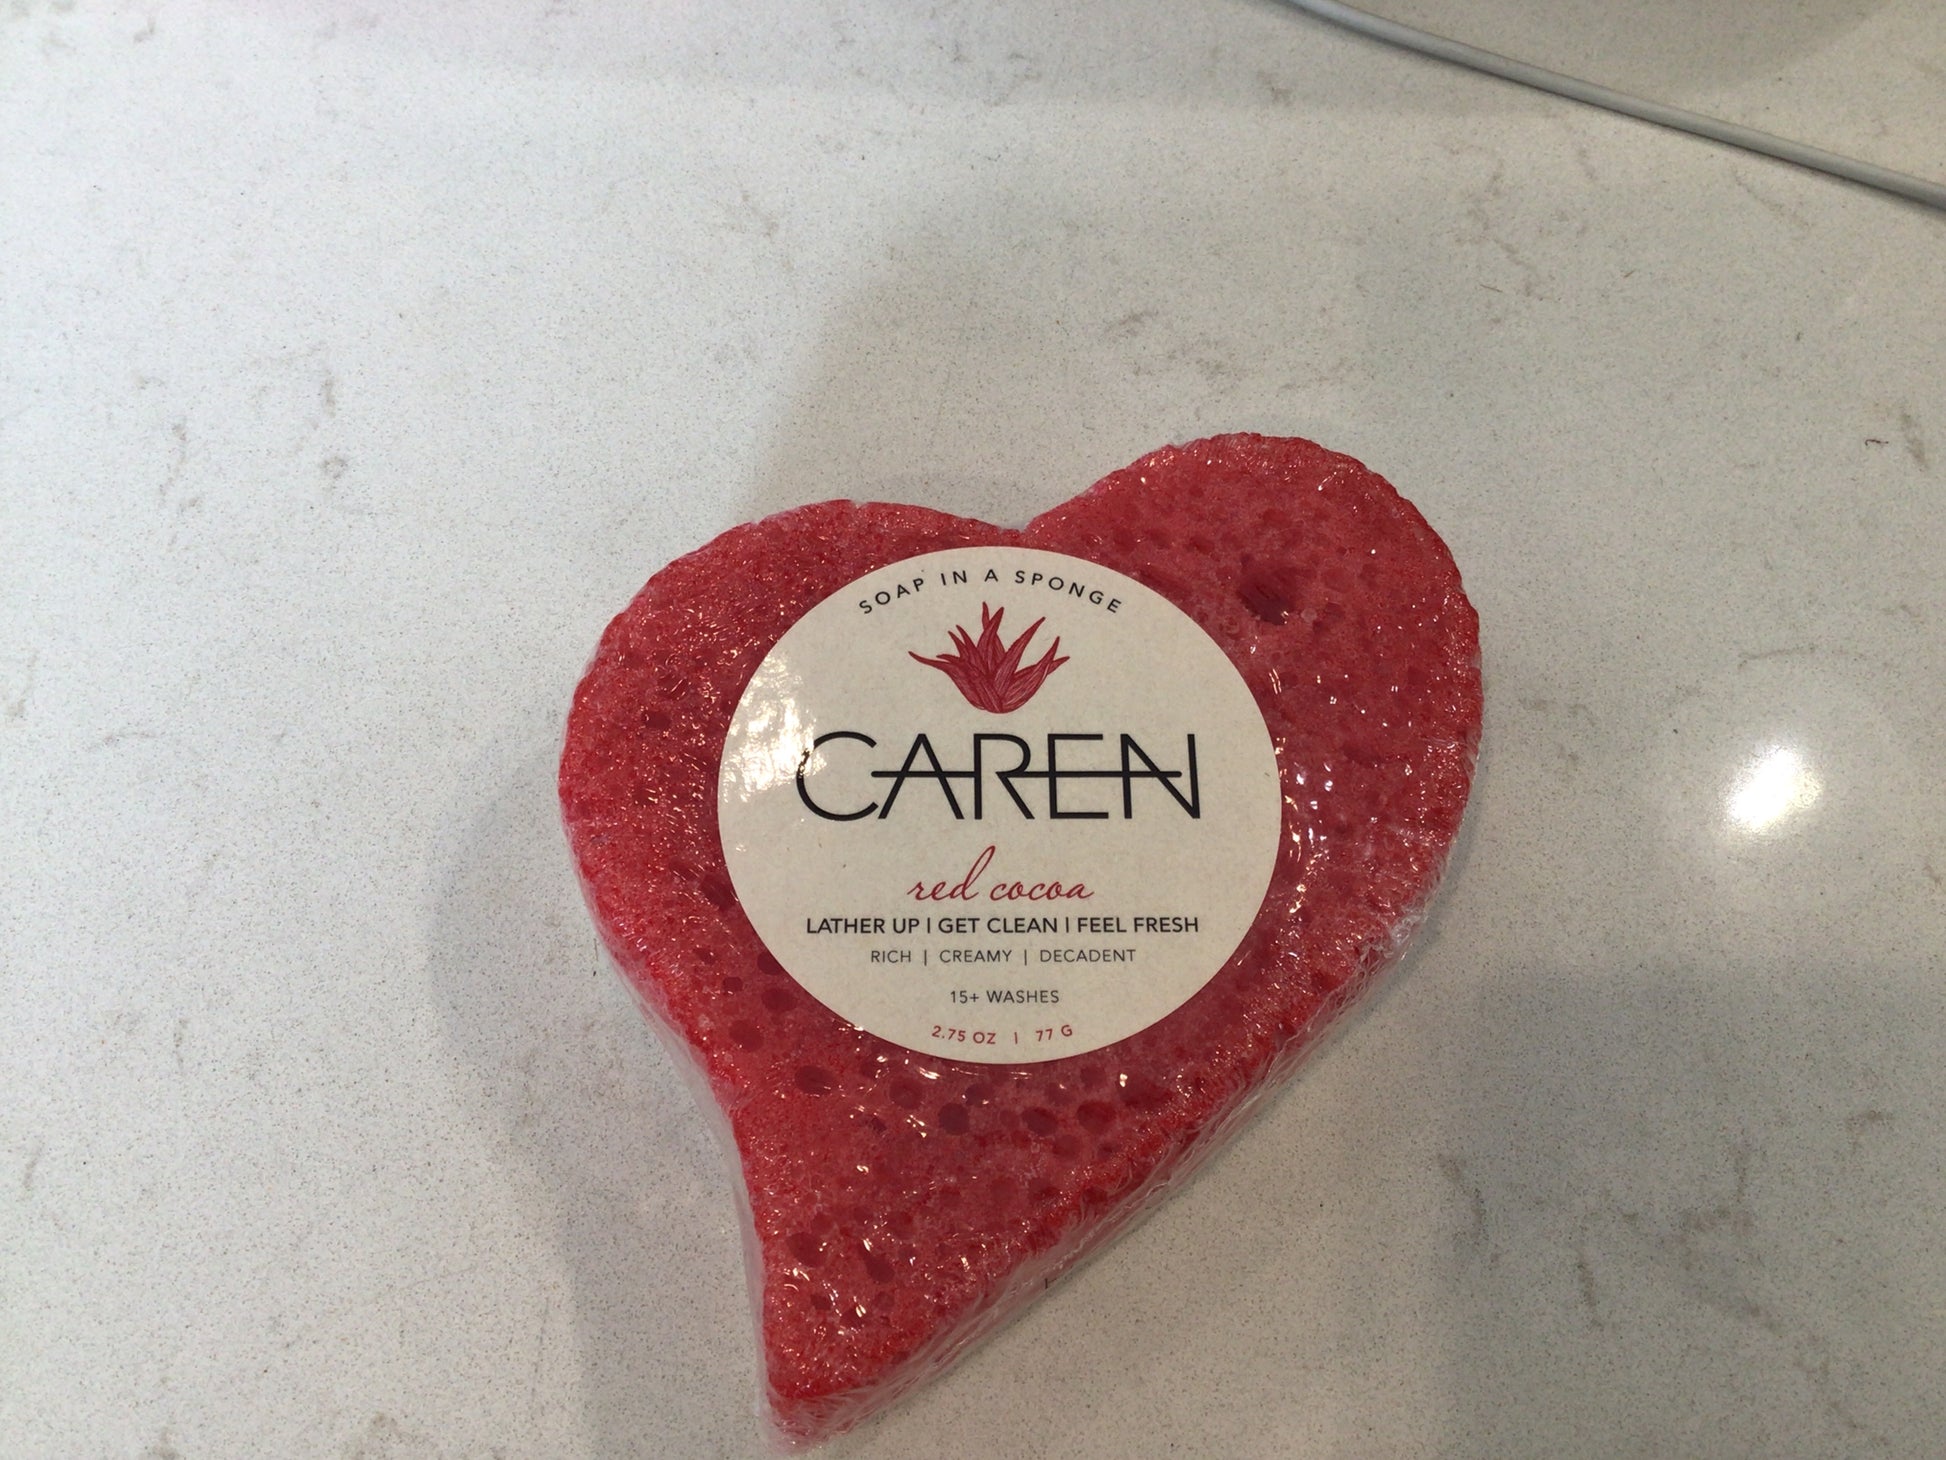 SOAP IN A SPONGE
CAREN
red cocoa
LATHER UP | GET CLEAN | FEEL FRESH
RICH | CREAMY | DECADENT
15+ WASHES
2.75 OZ | 77 G